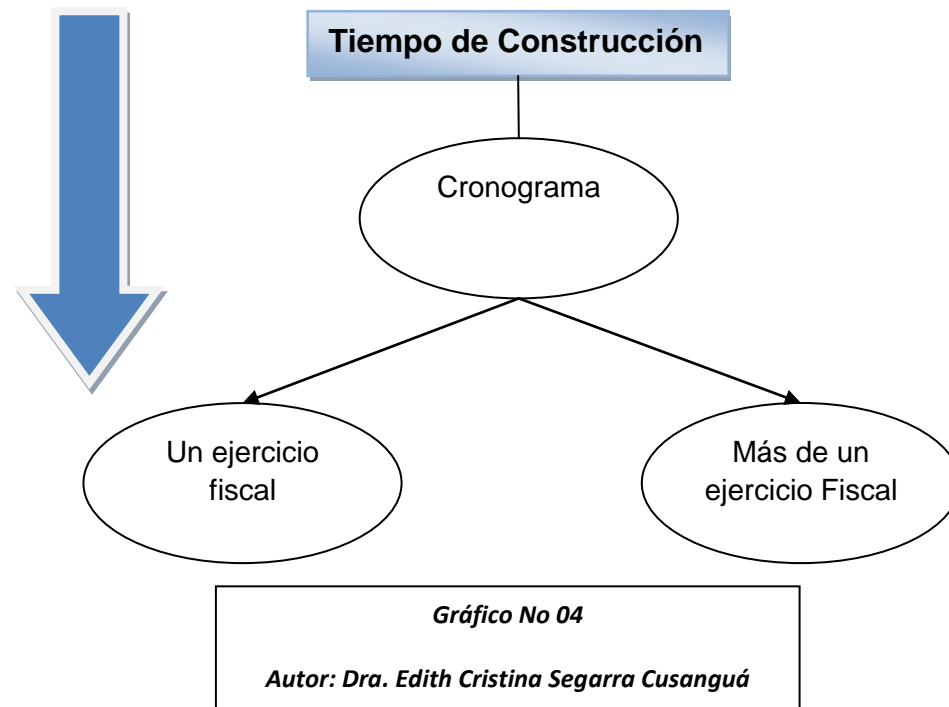 Tiempo de Construcción
Cronograma
Un ejercicio
fiscal
Más de un
ejercicio Fiscal
Gráfico No 04
Autor: Dra. Edith Cristina Segarra Cusanguá